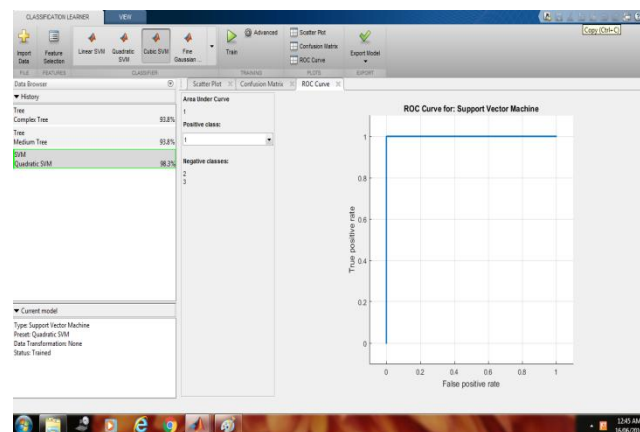 CLASSIFICATION LEARNER
VIEW
Copy (Ctrl+C)
Import Data
Feature Selection
Linear SVM
Quadratic SVM
Cubic SVM
Fine Gaussian ...
Train
Advanced
Scatter Plot
Confusion Matrix
ROC Curve
Export Model
FILE
FEATURES
CLASSIFIER
TRAINING
PLOTS
EXPORT
Data Browser
Scatter Plot
Confusion Matrix
ROC Curve
▼ History
Tree
Complex Tree 93.8%
Tree
Medium Tree 93.8%
SVM
Quadratic SVM 98.3%
▼ Current model
Type: Support Vector Machine
Preset: Quadratic SVM
Data Transformation: None
Status: Trained
Area Under Curve
1
Positive class:
1
Negative classes:
2
3
ROC Curve for: Support Vector Machine
True positive rate
1
0.8
0.6
0.4
0.2
0
0 0.2 0.4 0.6 0.8 1
False positive rate
12:45 AM